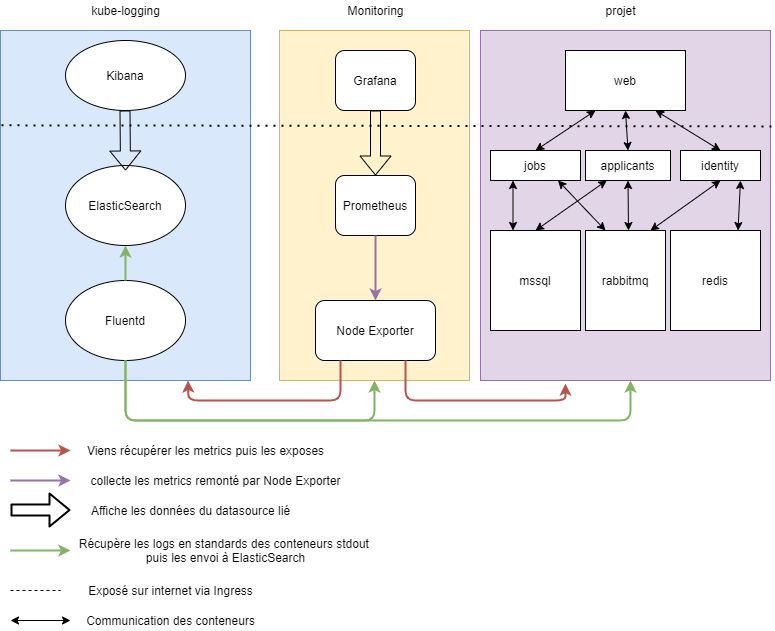 kube-logging
Monitoring
projet
Kibana
Grafana
web
jobs
applicants
identity
ElasticSearch
Prometheus
mssql
rabbitmq
redis
Fluentd
Node Exporter
Viens récupérer les metrics puis les exposes
collecte les metrics remonté par Node Exporter
Affiche les données du datasource lié
Récupère les logs en standards des conteneurs stdout
puis les envoi à ElasticSearch
Exposé sur internet via Ingress
Communication des conteneurs